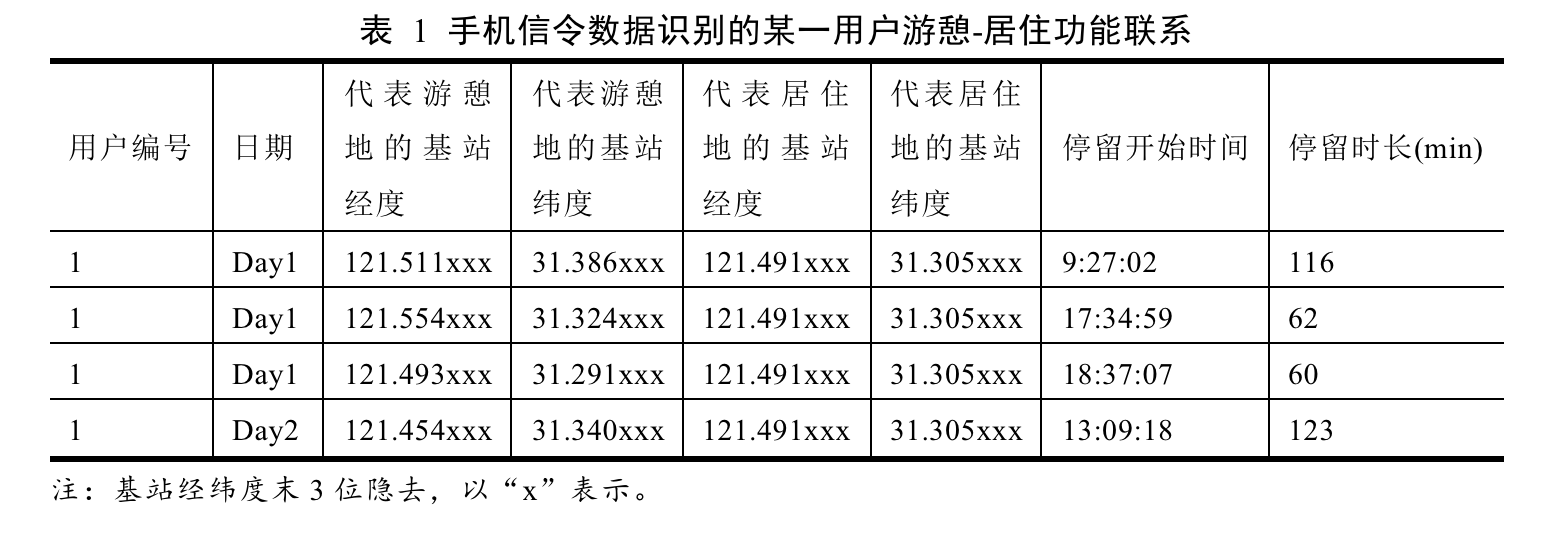 表 1 手机信令数据识别的某一用户游憩-居住功能联系
用户编号 日期 代表游憩地的基站经度 代表游憩地的基站纬度 代表居住地的基站经度 代表居住地的基站纬度 停留开始时间 停留时长(min)
1 Day1 121.511xxx 31.386xxx 121.491xxx 31.305xxx 9:27:02 116
1 Day1 121.554xxx 31.324xxx 121.491xxx 31.305xxx 17:34:59 62
1 Day1 121.493xxx 31.291xxx 121.491xxx 31.305xxx 18:37:07 60
1 Day2 121.454xxx 31.340xxx 121.491xxx 31.305xxx 13:09:18 123
注：基站经纬度末 3 位隐去，以“x”表示。